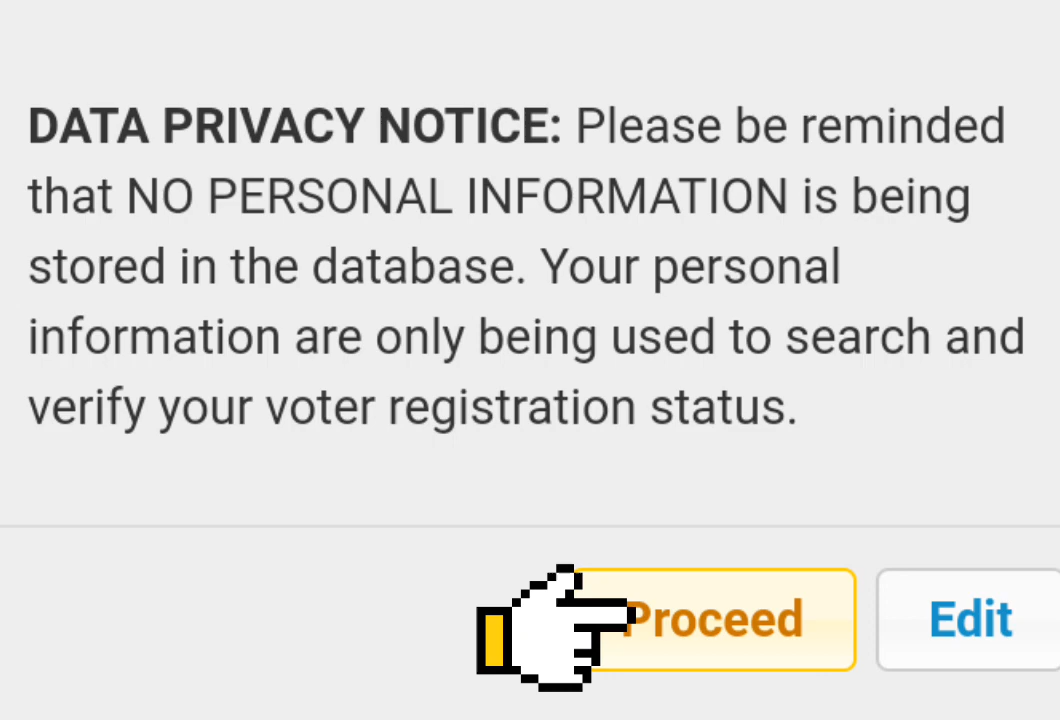 DATA PRIVACY NOTICE: Please be reminded
that NO PERSONAL INFORMATION is being
stored in the database. Your personal
information are only being used to search and
verify your voter registration status.
Proceed
Edit